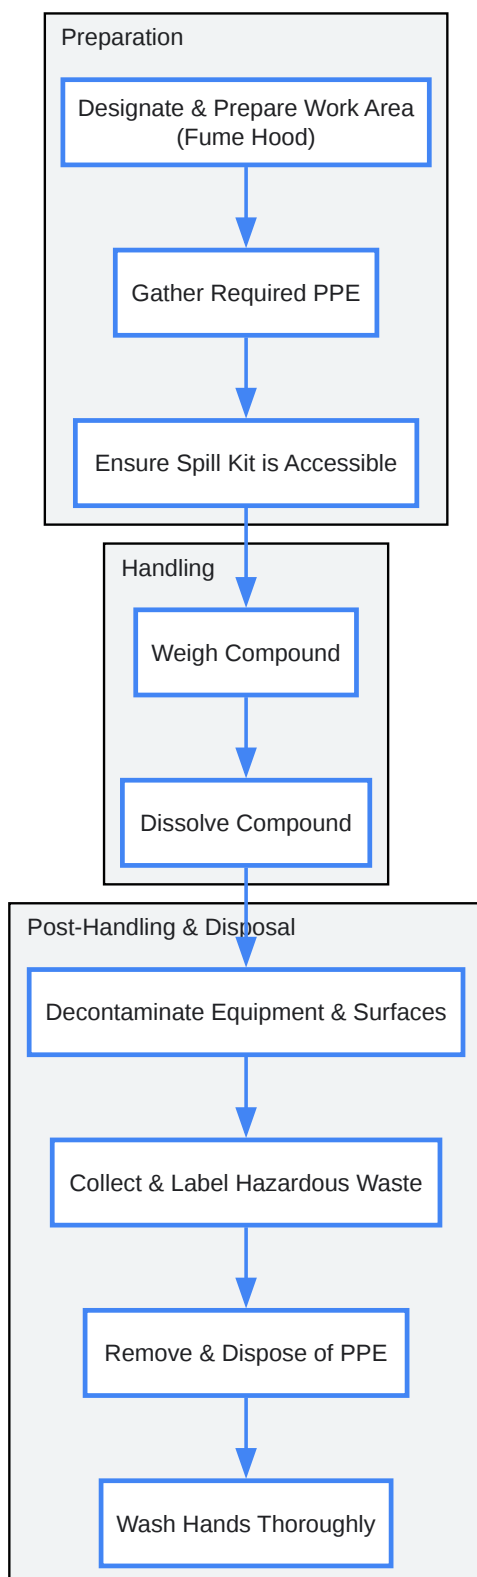 Preparation
Designate & Prepare Work Area
(Fume Hood)
Gather Required PPE
Ensure Spill Kit is Accessible
Handling
Weigh Compound
Dissolve Compound
Post-Handling & Disposal
Decontaminate Equipment & Surfaces
Collect & Label Hazardous Waste
Remove & Dispose of PPE
Wash Hands Thoroughly